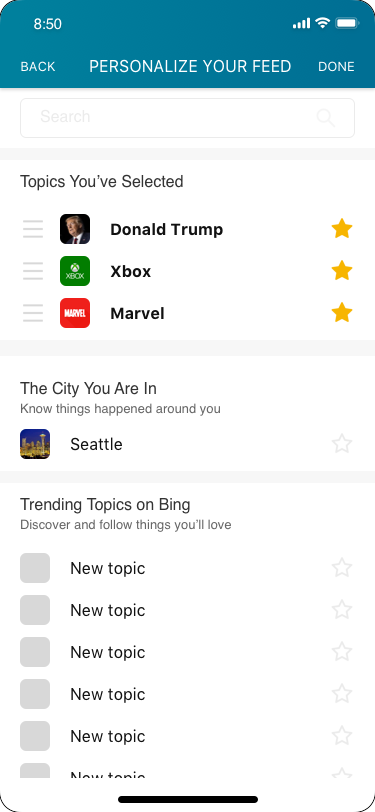 8:50
BACK PERSONALIZE YOUR FEED DONE
Search
Topics You've Selected
Donald Trump
XBOX
Xbox
MARVEL
Marvel
The City You Are In
Know things happened around you
Seattle
Trending Topics on Bing
Discover and follow things you'll love
New topic
New topic
New topic
New topic
New topic
New topic